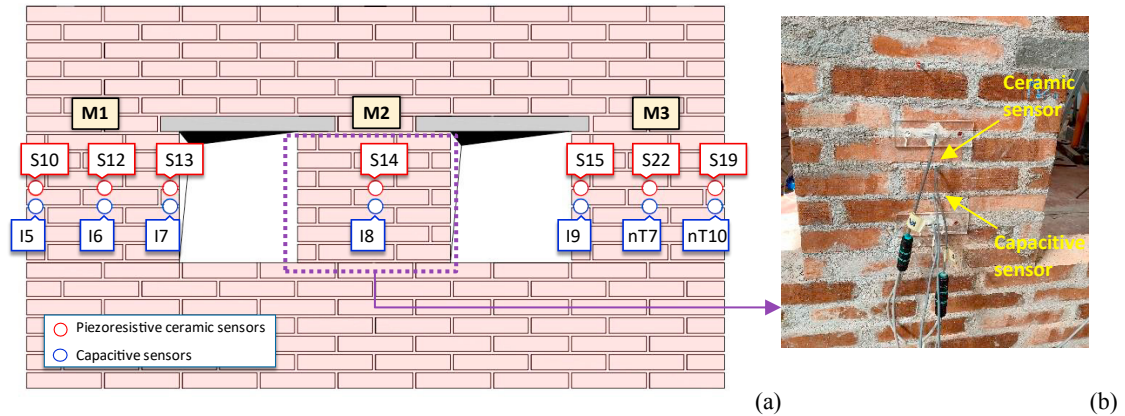 M1 M2 M3
S10 S12 S13 S14 S15 S22 S19
I5 I6 I7 I8 I9 nT7 nT10
Piezoresistive ceramic sensors
Capacitive sensors
Ceramic
sensor
Capacitive
sensor
(a) (b)